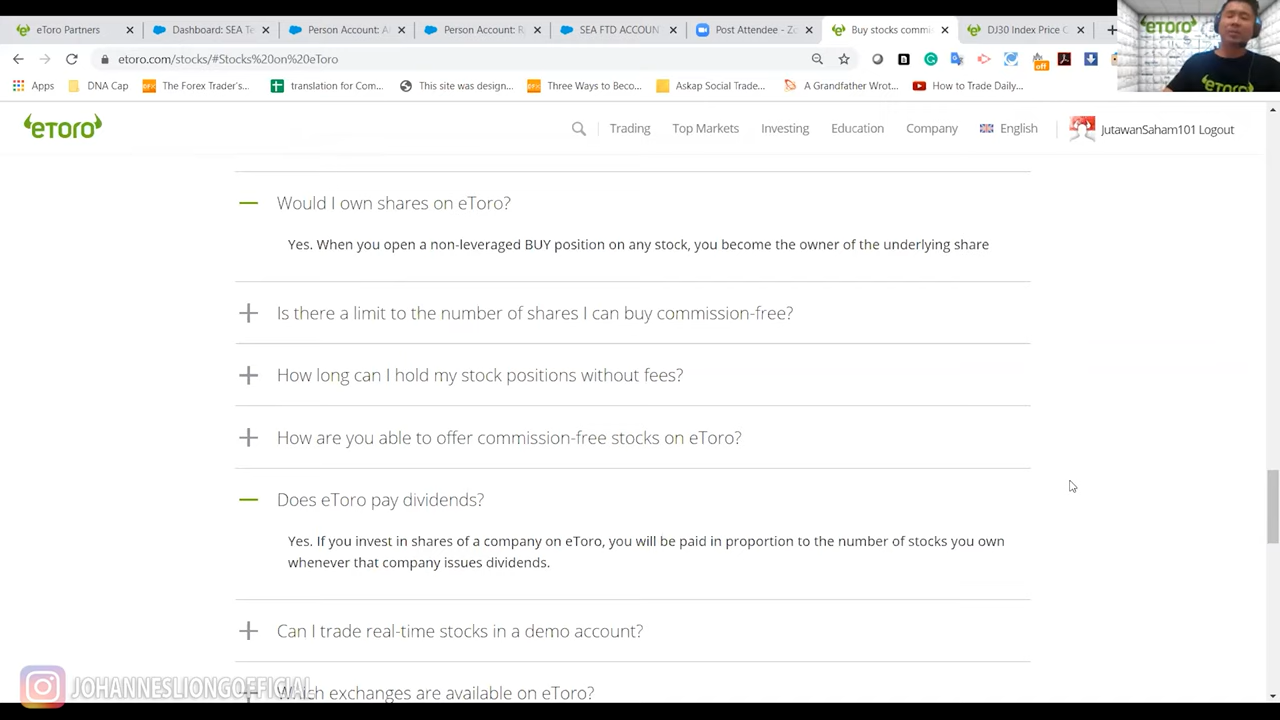 eToro Partners
Dashboard: SEA Te
Person Account: A
Person Account: R
SEA FTD ACCOUN
Post Attendee - Zo
Buy stocks commi
DJ30 Index Price C
etoro.com/stocks/#Stocks%20on%20eToro
Apps
DNA Cap
The Forex Trader's...
translation for Com...
This site was design...
Three Ways to Beco...
Askap Social Trade...
A Grandfather Wrot...
How to Trade Daily...
off
eToro
eToro
eToro
Trading
Top Markets
Investing
Education
Company
English
JutawanSaham101 Logout
Would I own shares on eToro?
Yes. When you open a non-leveraged BUY position on any stock, you become the owner of the underlying share
Is there a limit to the number of shares I can buy commission-free?
How long can I hold my stock positions without fees?
How are you able to offer commission-free stocks on eToro?
Does eToro pay dividends?
Yes. If you invest in shares of a company on eToro, you will be paid in proportion to the number of stocks you own
whenever that company issues dividends.
Can I trade real-time stocks in a demo account?
Which exchanges are available on eToro?
JOHANNESLIONGOFFICIAL